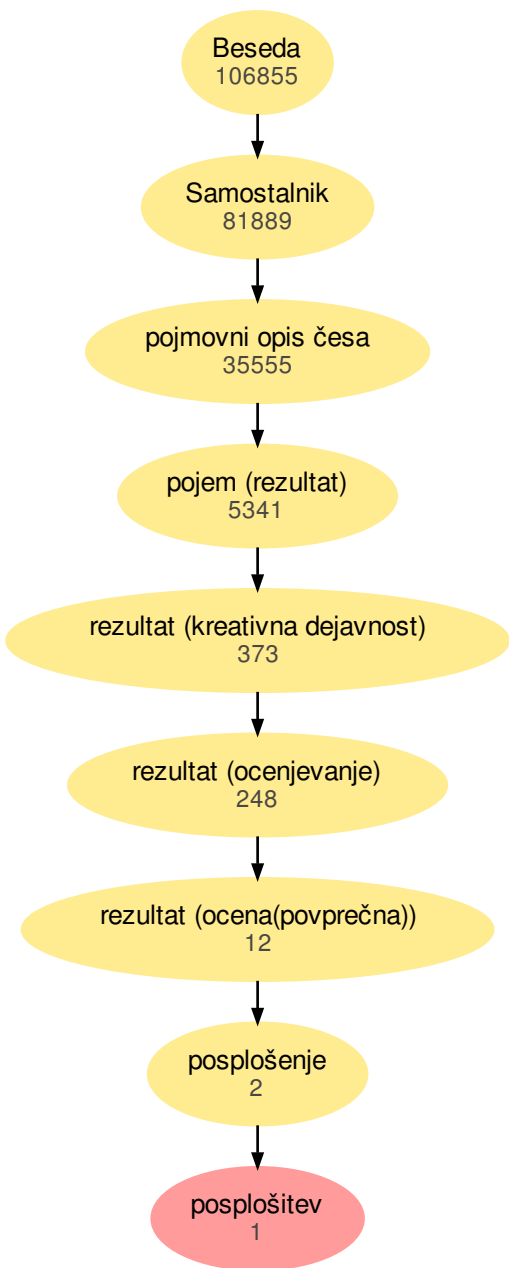 Beseda
106855
Samostalnik
81889
pojmovni opis česa
35555
pojem (rezultat)
5341
rezultat (kreativna dejavnost)
373
rezultat (ocenjevanje)
248
rezultat (ocena(povprečna))
12
posplošenje
2
posplošitev
1